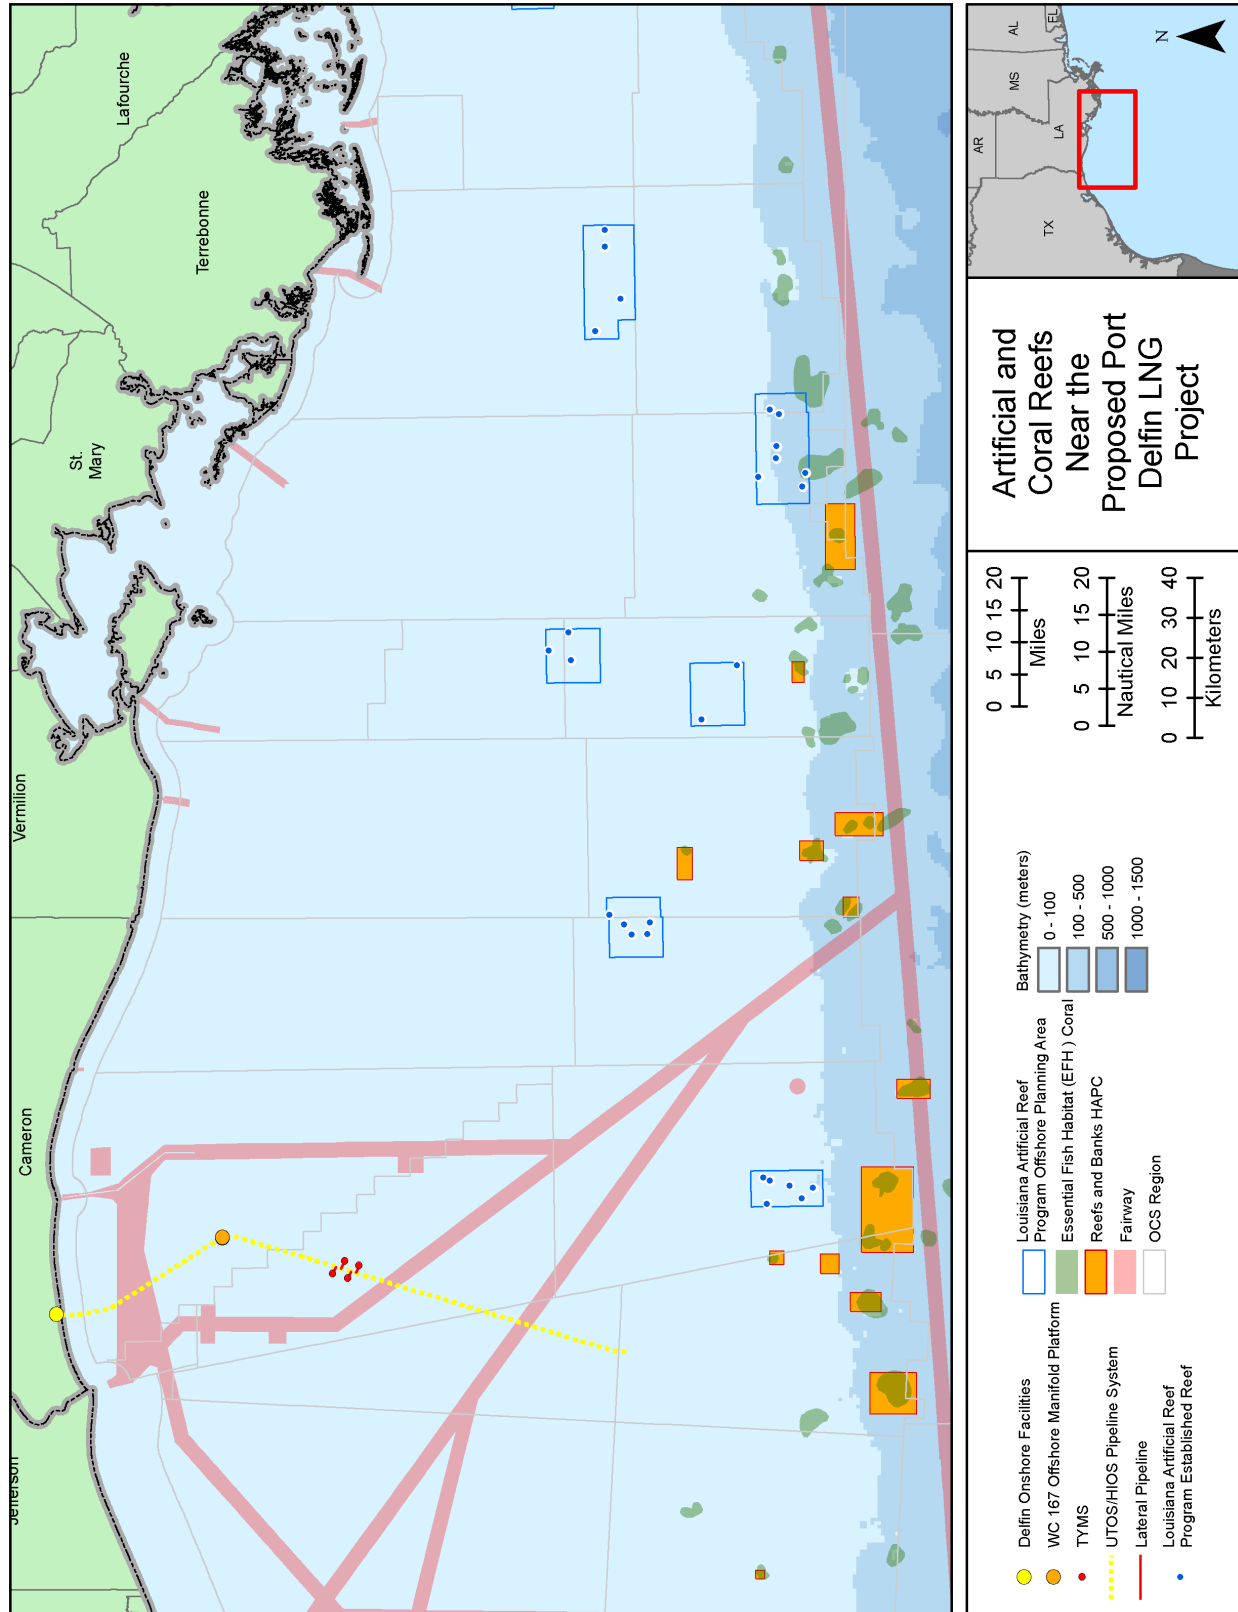 Jefferson
Cameron
Vermilion
St.
Mary
Terrebonne
Lafourche
Delfin Onshore Facilities
WC 167 Offshore Manifold Platform
TYMS
UTOS/HIOS Pipeline System
Lateral Pipeline
Louisiana Artificial Reef
Program Established Reef
Louisiana Artificial Reef
Program Offshore Planning Area
Essential Fish Habitat (EFH ) Coral
Reefs and Banks HAPC
Fairway
OCS Region
Bathymetry (meters)
0 - 100
100 - 500
500 - 1000
1000 - 1500
0 5 10 15 20
Miles
0 5 10 15 20
Nautical Miles
0 10 20 30 40
Kilometers
Artificial and
Coral Reefs
Near the
Proposed Port
Delfin LNG
Project
TX
AR
LA
MS
AL
FL
N